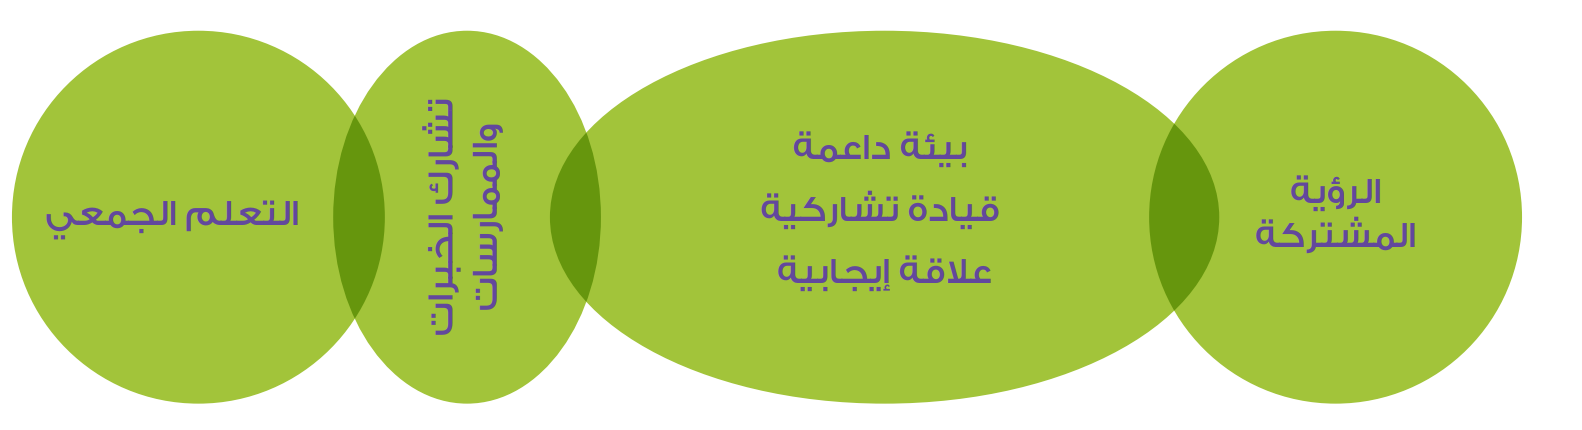 الرؤية
المشتركة
بيئة داعمة
قيادة تشاركية
علاقة إيجابية
تشارك الخبرات
والممارسات
التعلم الجمعي